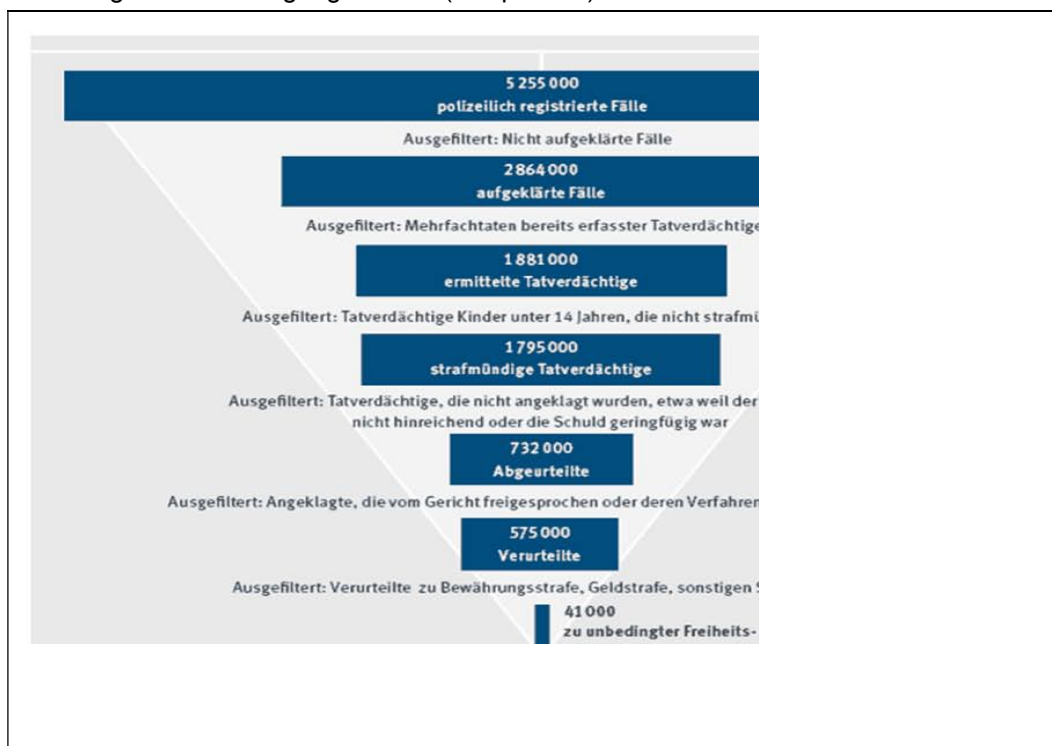 5 255 000
polizeilich registrierte Fälle
Ausgefiltert: Nicht aufgeklärte Fälle
2 864 000
aufgeklärte Fälle
Ausgefiltert: Mehrfachtaten bereits erfasster Tatverdächtige
1 881 000
ermittelte Tatverdächtige
Ausgefiltert: Tatverdächtige Kinder unter 14 Jahren, die nicht strafmü
1 795 000
strafmündige Tatverdächtige
Ausgefiltert: Tatverdächtige, die nicht angeklagt wurden, etwa weil der
nicht hinreichend oder die Schuld geringfügig war
732 000
Abgeurteilte
Ausgefiltert: Angeklagte, die vom Gericht freigesprochen oder deren Verfahren
575 000
Verurteilte
Ausgefiltert: Verurteilte zu Bewährungsstrafe, Geldstrafe, sonstigen
41 000
zu unbedingter Freiheits-